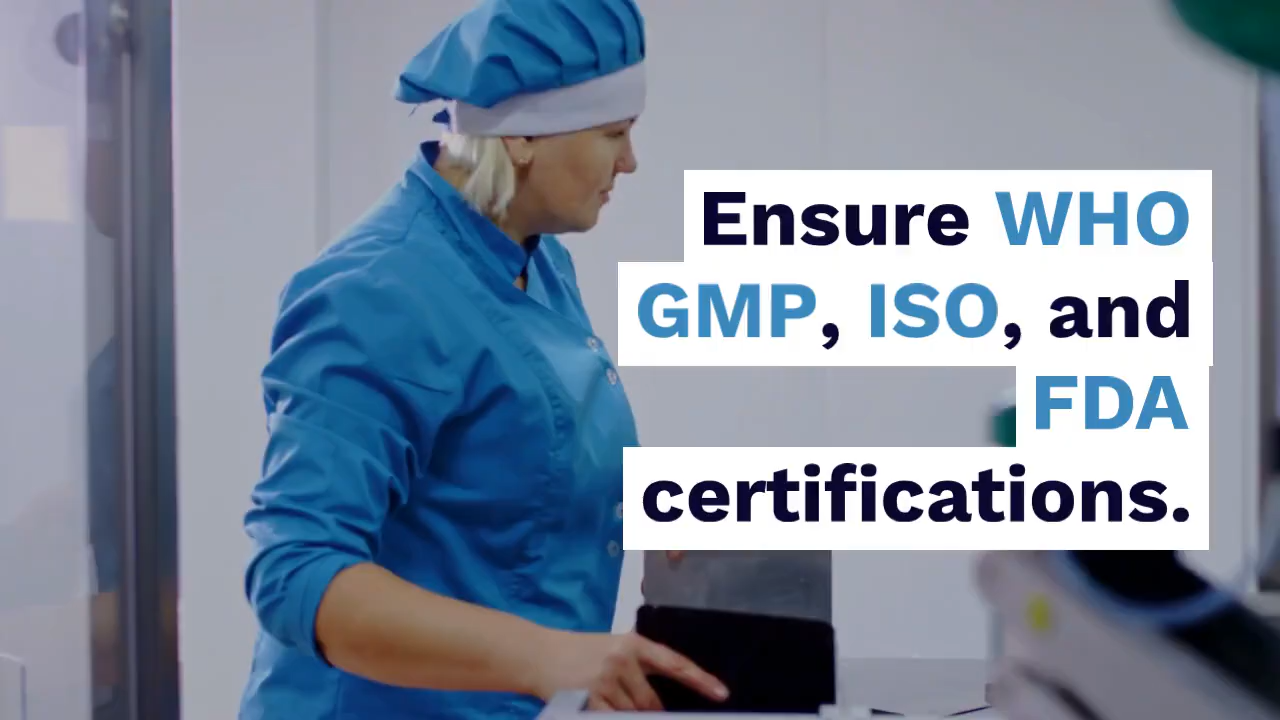 Ensure WHO
GMP, ISO, and
FDA
certifications.